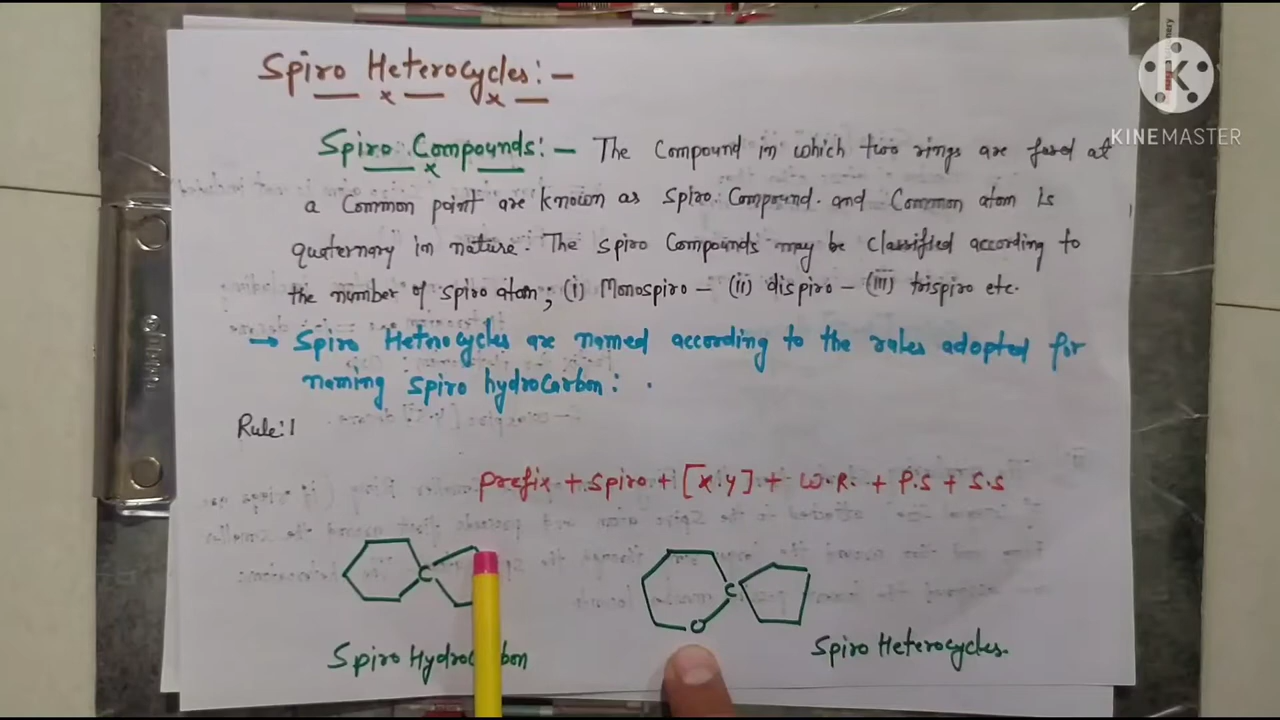 Spiro Heterocycles:-
Spiro Compounds:- The Compound in which two rings are fused at
a Common point are known as Spiro Compound. and Common atom is
quaternary in nature. The spiro Compounds may be classified according to
the number of spiro atom; (i) Monospiro - (ii) dispiro - (iii) trispiro etc.
→ Spiro Heterocycles are named according to the rules adopted for
naming spiro hydrocarbon:
Rule:1
prefix + spiro + [x.y] + W.R. + P.S + S.S
C
C
O
Spiro Hydrocarbon
Spiro Heterocycles.
KINEMASTER